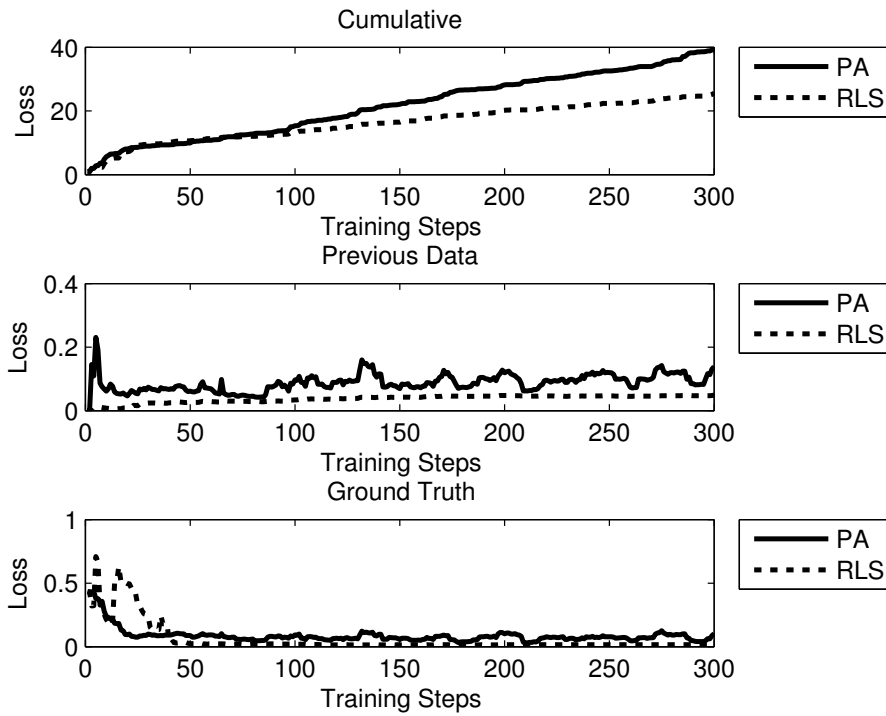 Cumulative
40
20
0
Loss
0 50 100 150 200 250 300
Training Steps
PA
RLS
Previous Data
0.4
0.2
0
Loss
0 50 100 150 200 250 300
Training Steps
PA
RLS
Ground Truth
1
0.5
0
Loss
0 50 100 150 200 250 300
Training Steps
PA
RLS